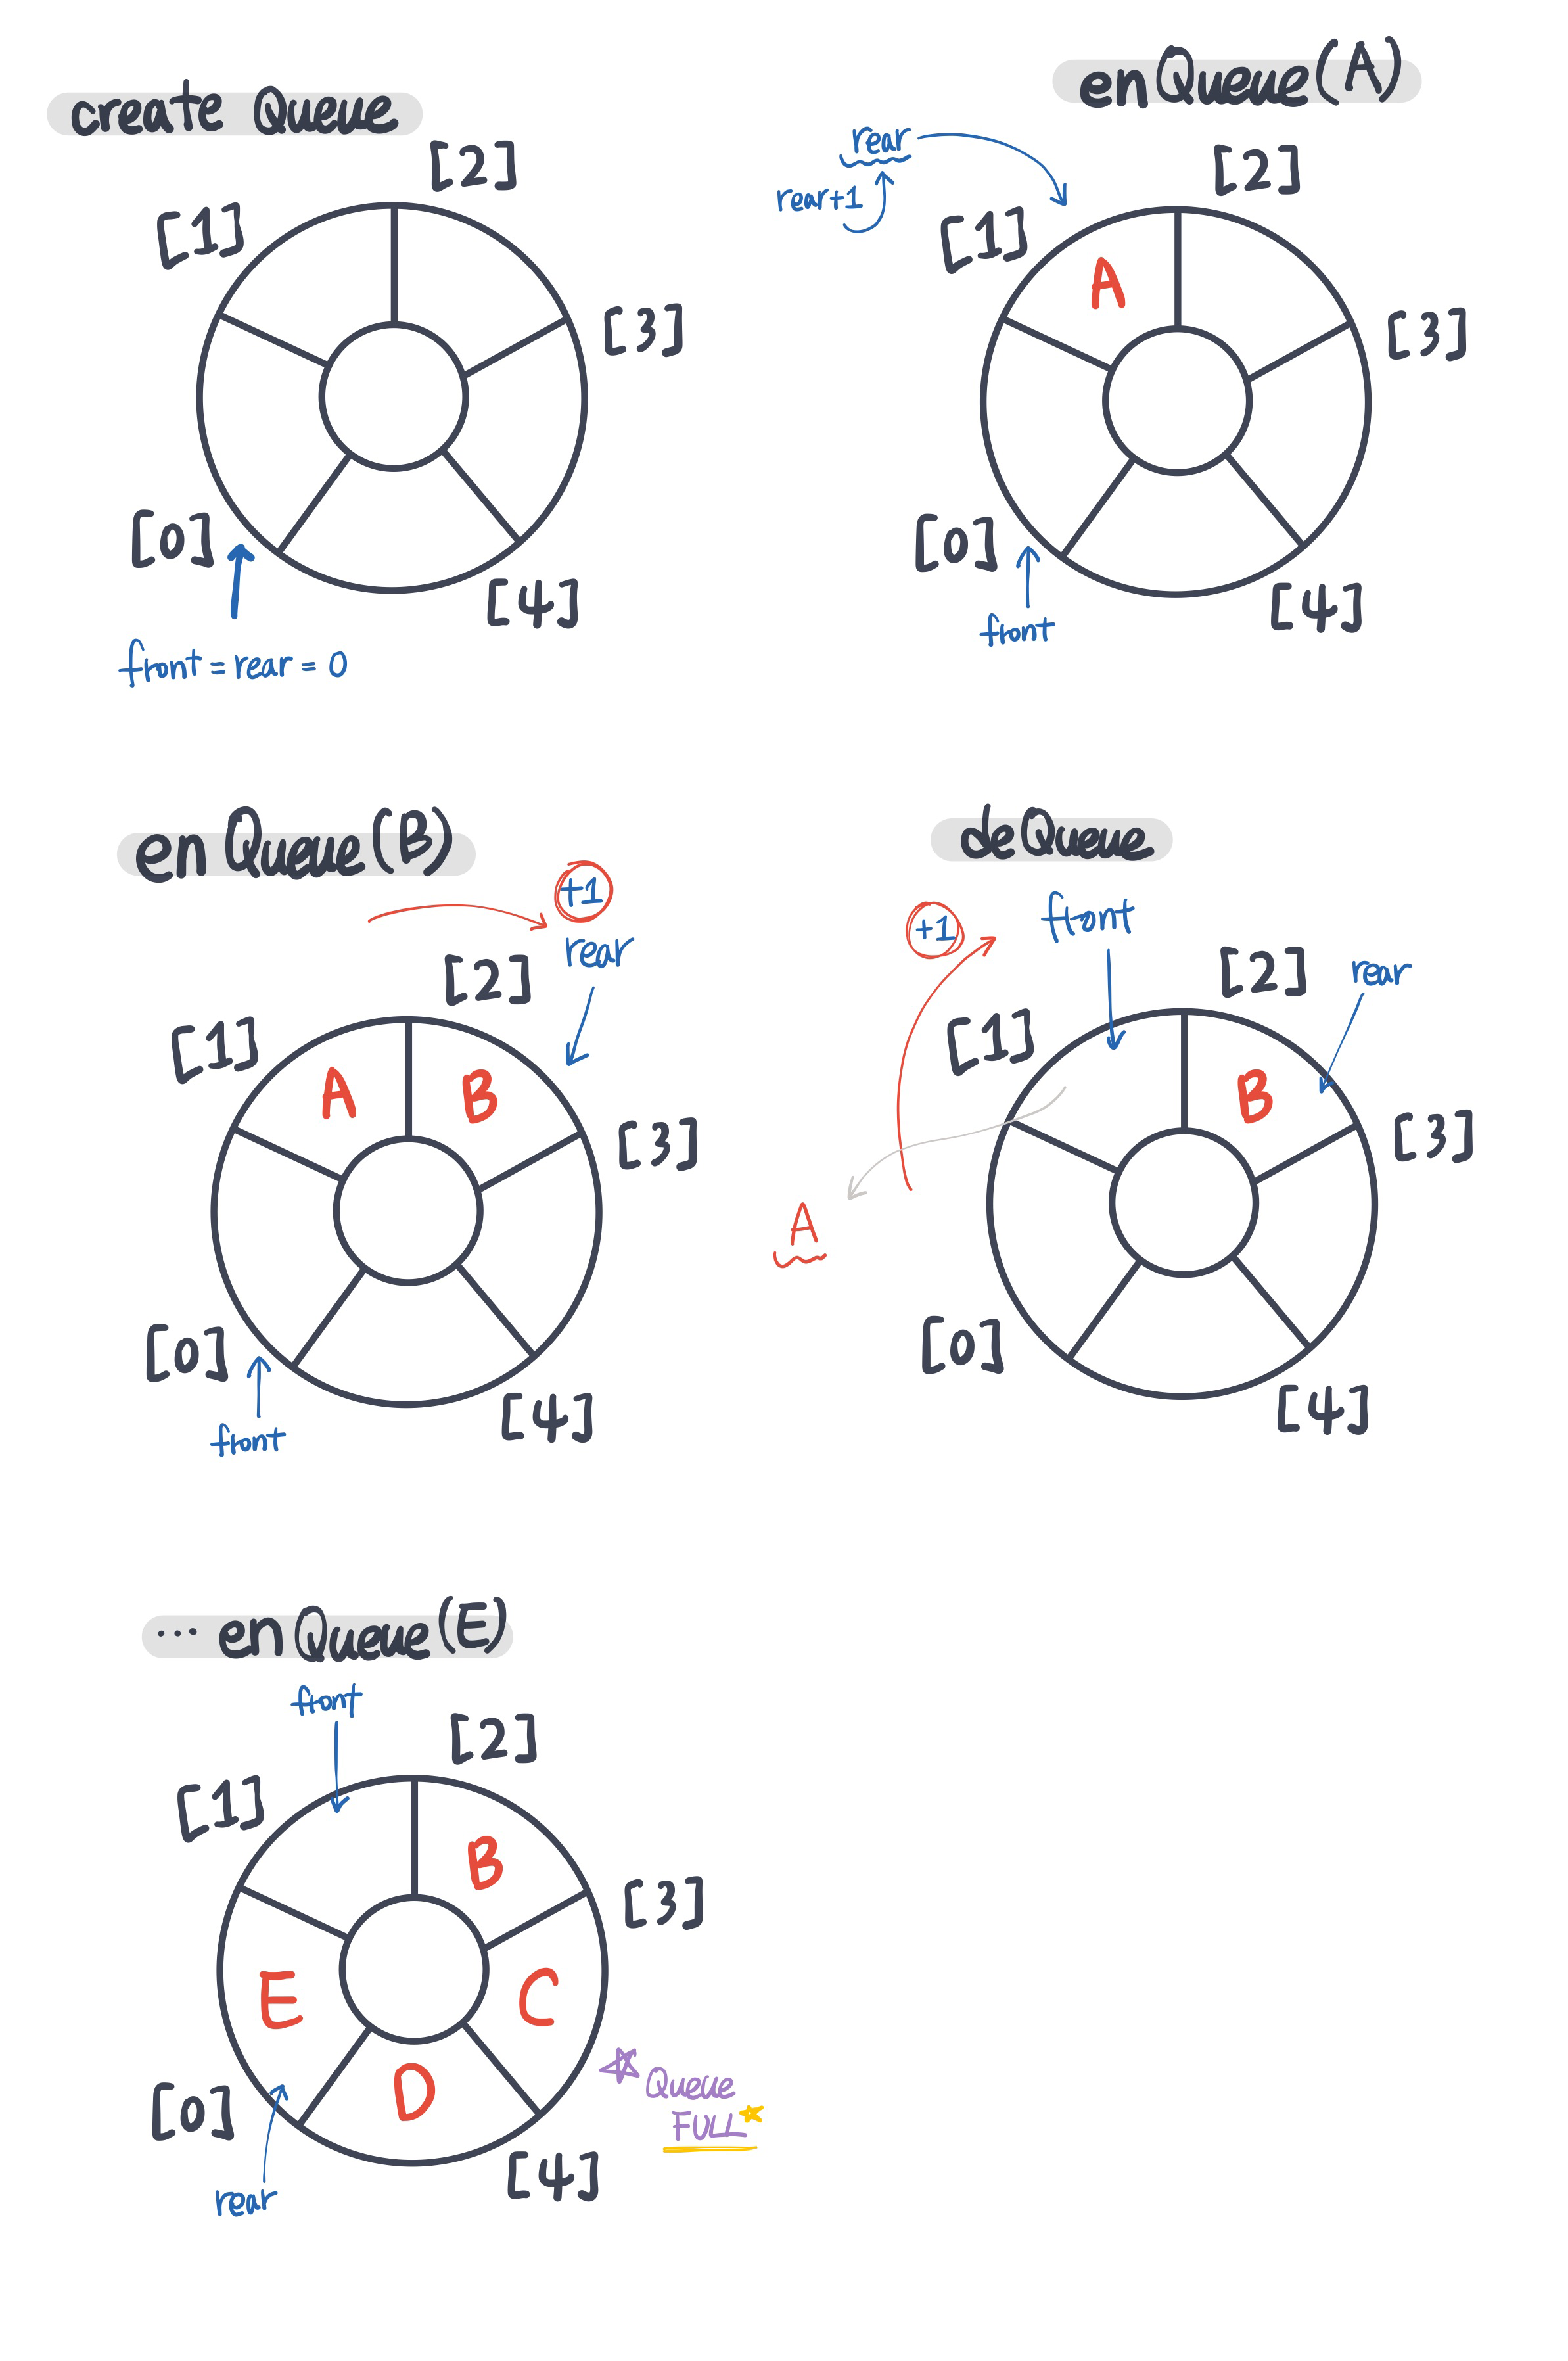 create Queue
[2]
[1]
[3]
[0]
[4]
front = rear = 0
enQueue(A)
rear
rear+1
[2]
[1]
A
[3]
[0]
[4]
front
enQueue(B)
+1
rear
[2]
[1]
A
B
[3]
[0]
[4]
front
deQueue
+1
front
[2]
rear
[1]
B
[3]
A
[0]
[4]
... enQueue(E)
front
[2]
[1]
B
[3]
E
C
D
Queue
FULL
[0]
[4]
rear